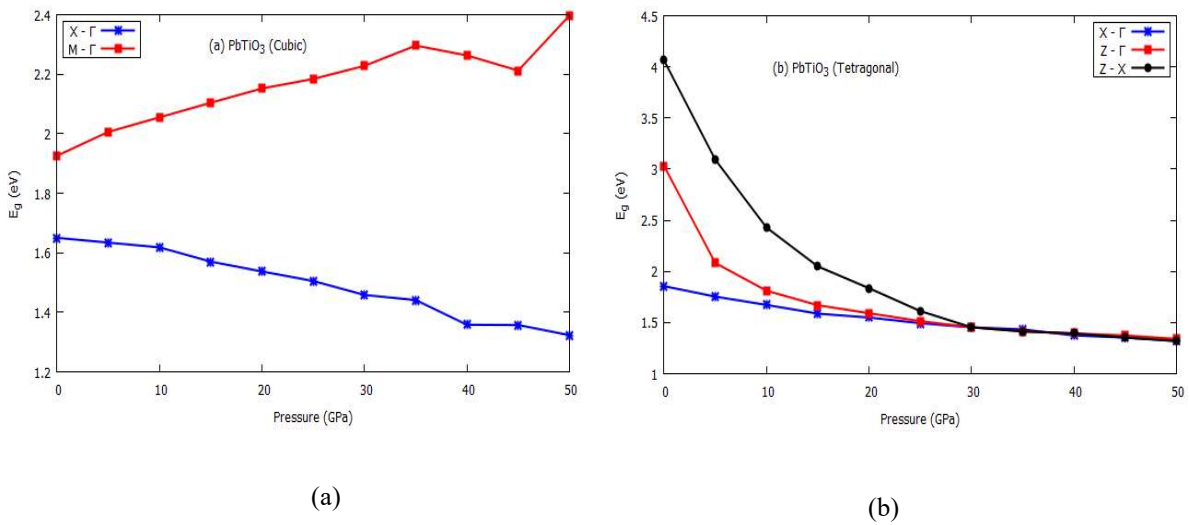 2.4
2.2
2
1.8
1.6
1.4
1.2
0
10
20
30
40
50
E_g (eV)
Pressure (GPa)
X - Γ
M - Γ
(a) PbTiO₃ (Cubic)
4.5
4
3.5
3
2.5
2
1.5
1
0
10
20
30
40
50
E_g (eV)
Pressure (GPa)
(b) PbTiO₃ (Tetragonal)
X - Γ
Z - Γ
Z - X
(a)
(b)